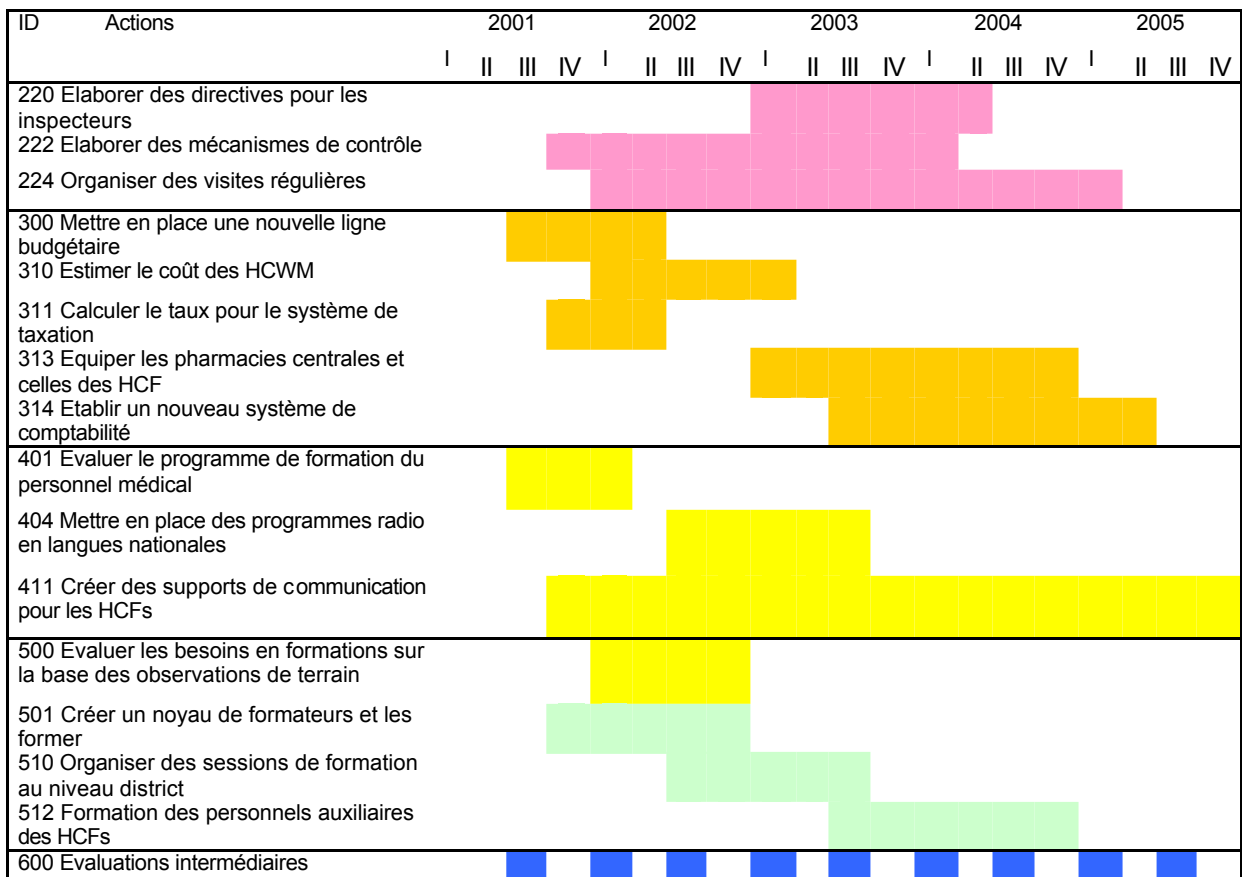 ID Actions 2001 2002 2003 2004 2005
I II III IV I II III IV I II III IV I II III IV I II III IV
220 Elaborer des directives pour les
inspecteurs
222 Elaborer des mécanismes de contrôle
224 Organiser des visites régulières
300 Mettre en place une nouvelle ligne
budgétaire
310 Estimer le coût des HCWM
311 Calculer le taux pour le système de
taxation
313 Equiper les pharmacies centrales et
celles des HCF
314 Etablir un nouveau système de
comptabilité
401 Evaluer le programme de formation du
personnel médical
404 Mettre en place des programmes radio
en langues nationales
411 Créer des supports de communication
pour les HCFs
500 Evaluer les besoins en formations sur
la base des observations de terrain
501 Créer un noyau de formateurs et les
former
510 Organiser des sessions de formation
au niveau district
512 Formation des personnels auxiliaires
des HCFs
600 Evaluations intermédiaires